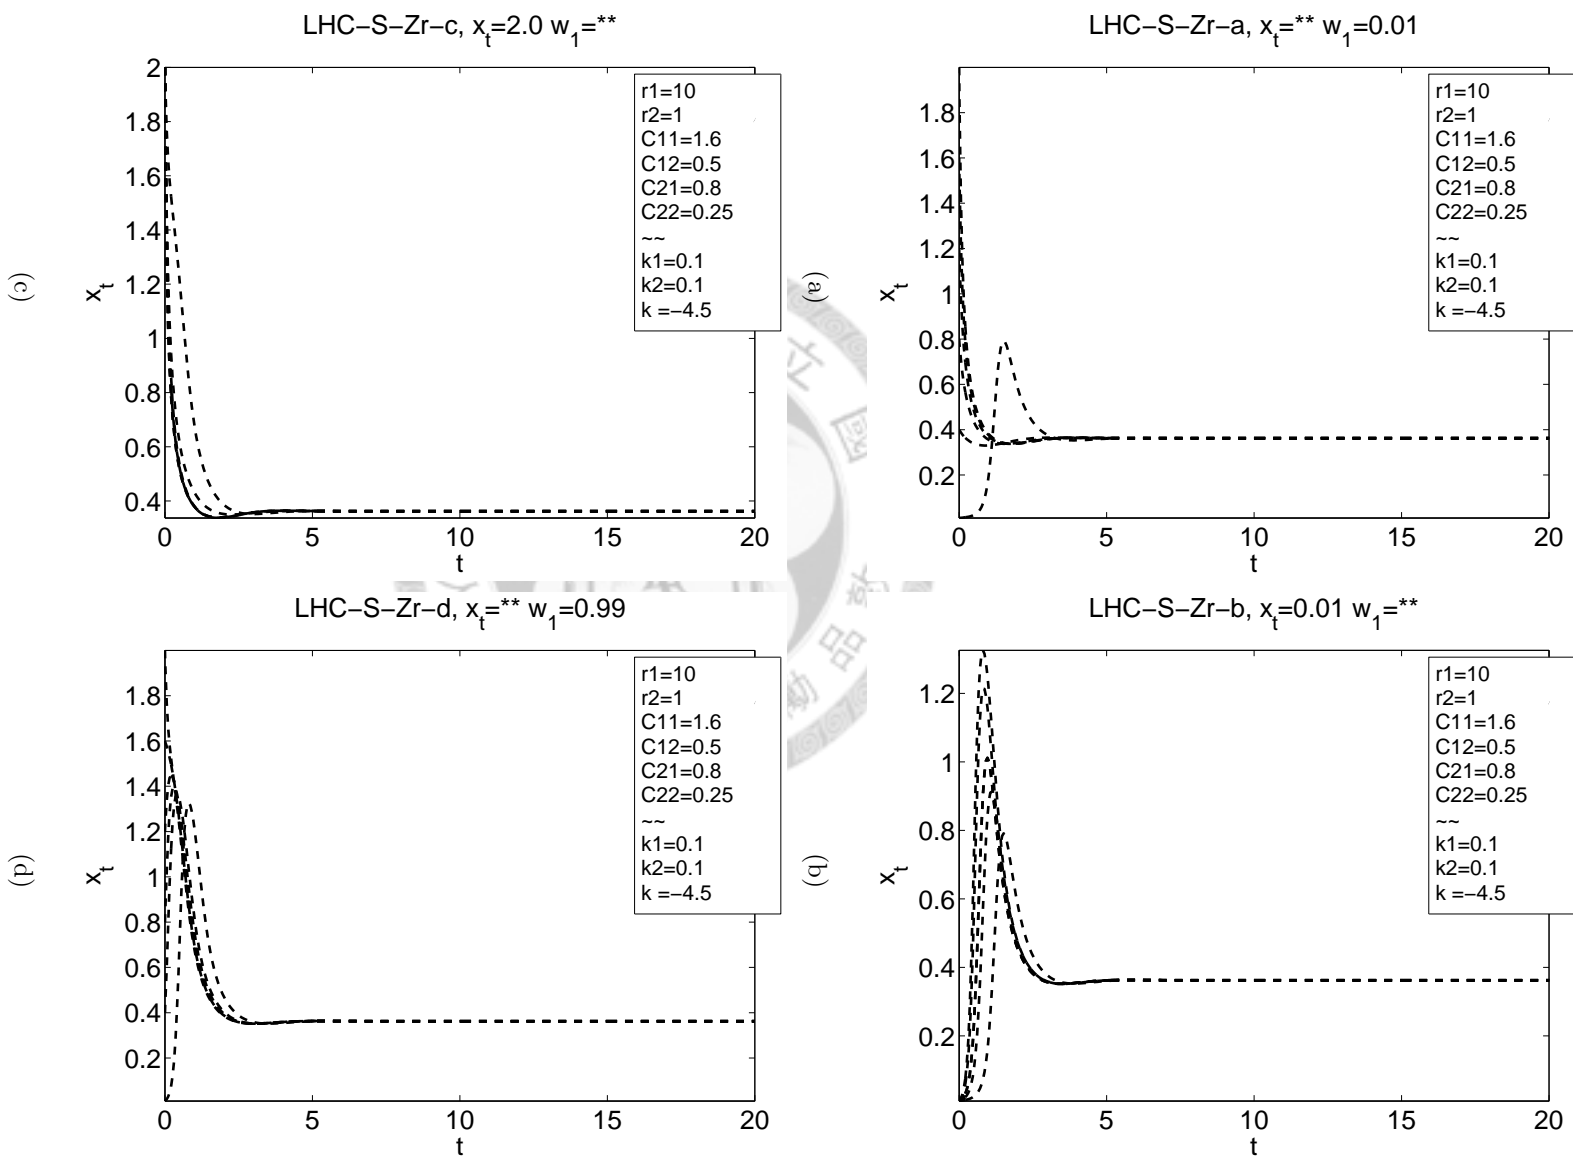 LHC−S−Zr−c, x_t=2.0 w_1=**
2
1.8
1.6
1.4
1.2
1
0.8
0.6
0.4
x_t
0
5
10
15
20
t
r1=10
r2=1
C11=1.6
C12=0.5
C21=0.8
C22=0.25
~~
k1=0.1
k2=0.1
k =−4.5
(c)
LHC−S−Zr−a, x_t=** w_1=0.01
1.8
1.6
1.4
1.2
1
0.8
0.6
0.4
0.2
x_t
0
5
10
15
20
t
r1=10
r2=1
C11=1.6
C12=0.5
C21=0.8
C22=0.25
~~
k1=0.1
k2=0.1
k =−4.5
(a)
LHC−S−Zr−d, x_t=** w_1=0.99
1.8
1.6
1.4
1.2
1
0.8
0.6
0.4
0.2
x_t
0
5
10
15
20
t
r1=10
r2=1
C11=1.6
C12=0.5
C21=0.8
C22=0.25
~~
k1=0.1
k2=0.1
k =−4.5
(d)
LHC−S−Zr−b, x_t=0.01 w_1=**
1.2
1
0.8
0.6
0.4
0.2
x_t
0
5
10
15
20
t
r1=10
r2=1
C11=1.6
C12=0.5
C21=0.8
C22=0.25
~~
k1=0.1
k2=0.1
k =−4.5
(b)
立
國
品
勵